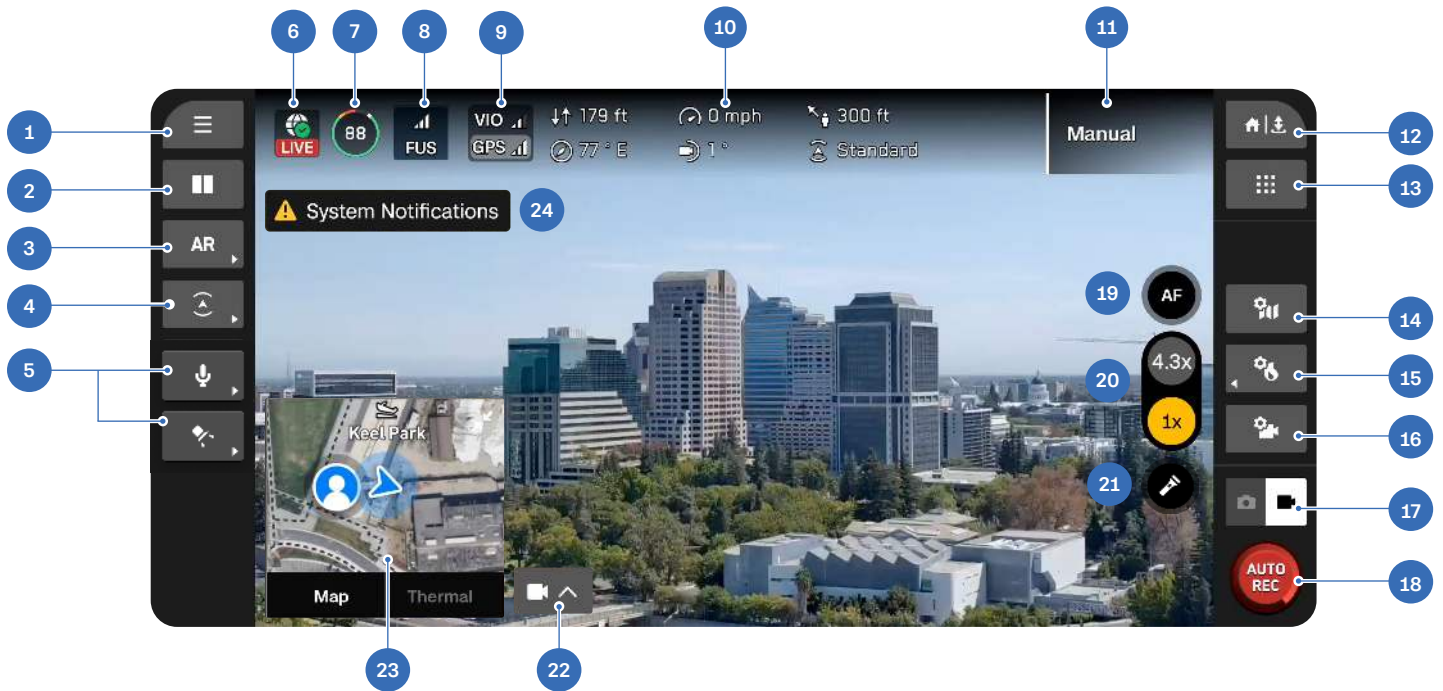 6 7 8 9 10 11
1 2 3 4 5
LIVE
88
FUS
VIO
GPS
179 ft
77 ° E
0 mph
1 °
300 ft
Standard
Manual
System Notifications
24
AR
Keel Park
Map Thermal
23 22
19 AF
20 4.3x
1x
21
12
13
14
15
16
17
AUTO
REC
18